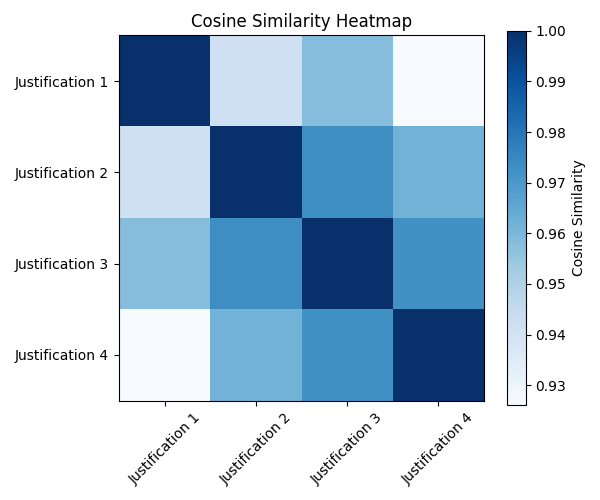 Cosine Similarity Heatmap
Justification 1
Justification 2
Justification 3
Justification 4
Justification 1
Justification 2
Justification 3
Justification 4
1.00
0.99
0.98
0.97
0.96
0.95
0.94
0.93
Cosine Similarity